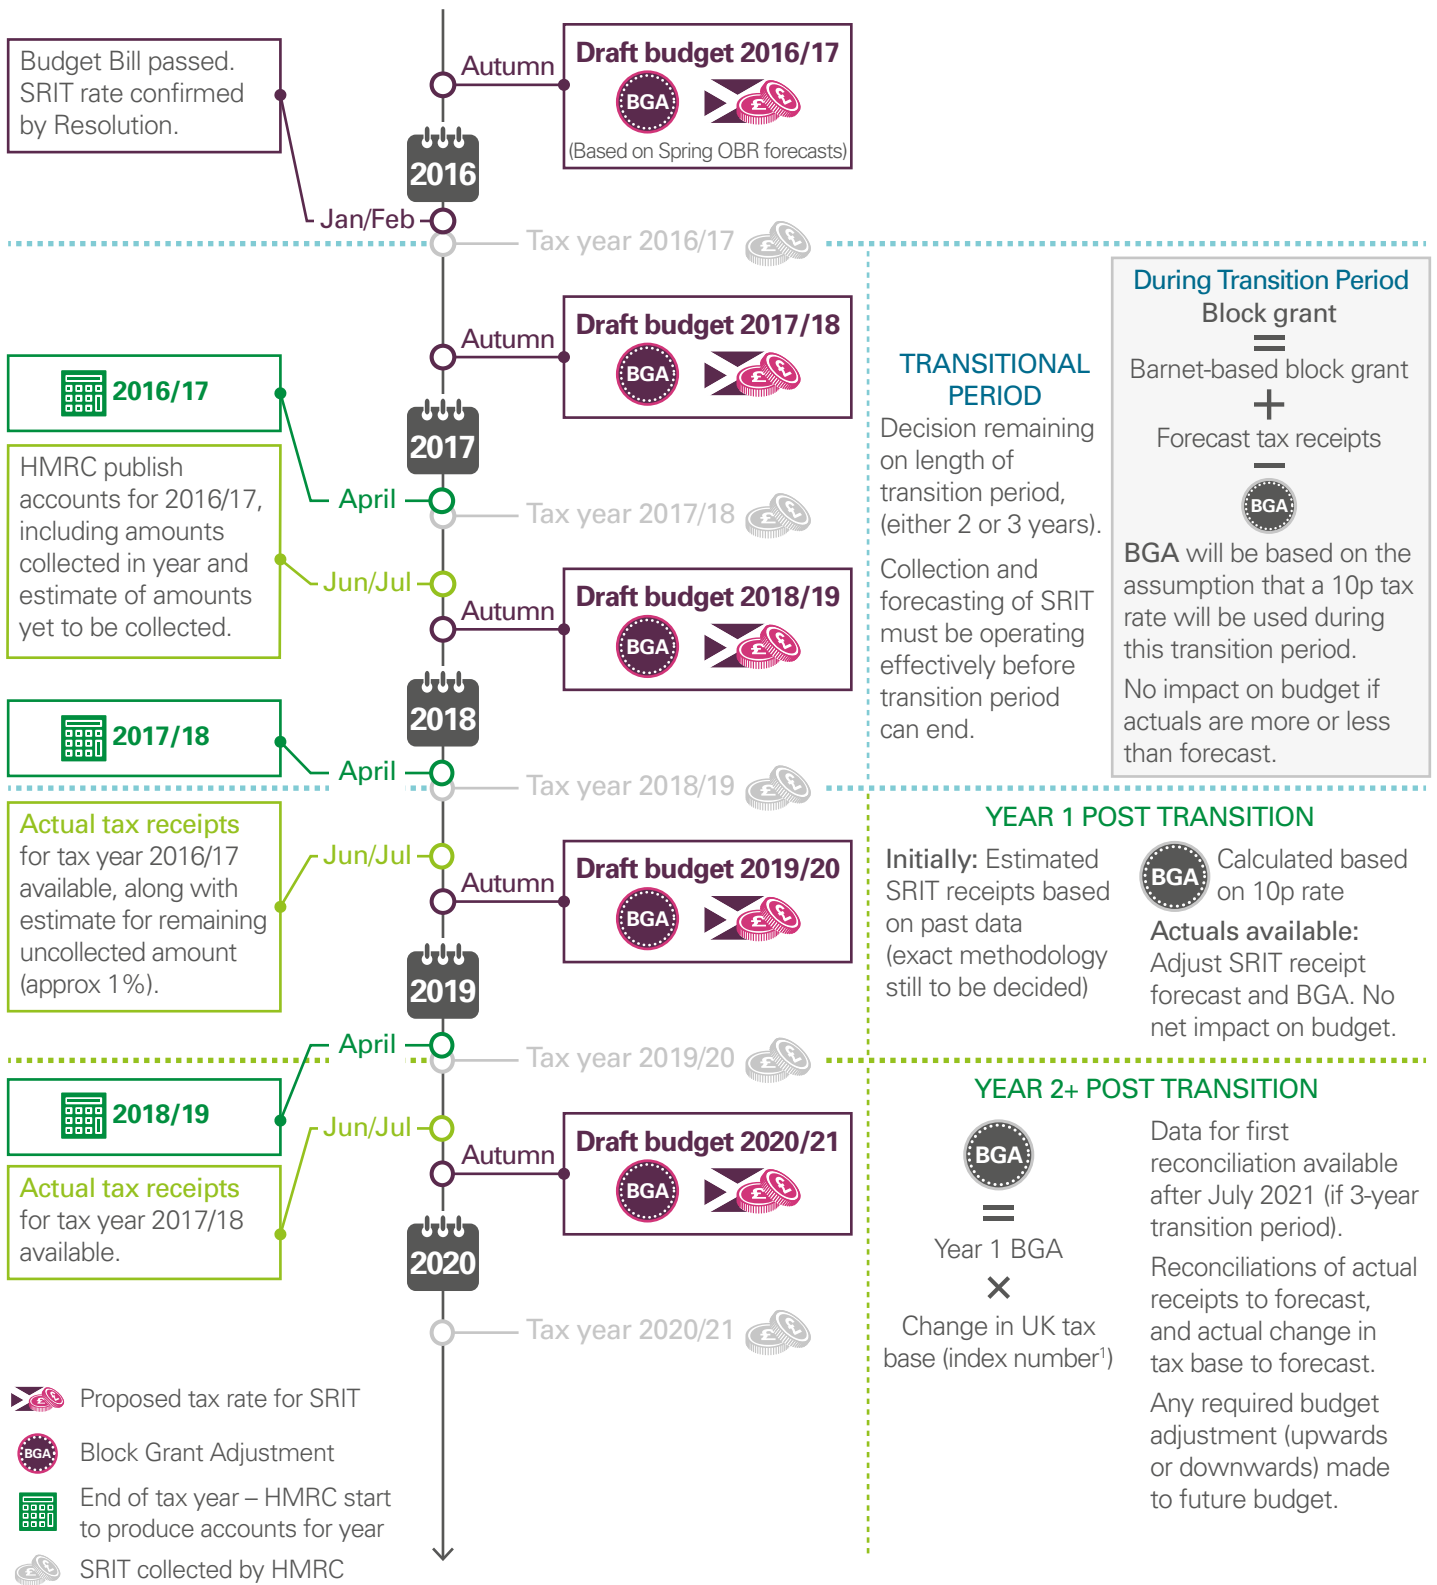 Budget Bill passed.
SRIT rate confirmed
by Resolution.
Autumn
Draft budget 2016/17
BGA
(Based on Spring OBR forecasts)
2016
Jan/Feb
Tax year 2016/17
Autumn
Draft budget 2017/18
BGA
2016/17
2017
HMRC publish
accounts for 2016/17,
including amounts
collected in year and
estimate of amounts
yet to be collected.
April
Tax year 2017/18
Jun/Jul
Autumn
Draft budget 2018/19
BGA
2018
2017/18
April
Tax year 2018/19
TRANSITIONAL
PERIOD
Decision remaining
on length of
transition period,
(either 2 or 3 years).
Collection and
forecasting of SRIT
must be operating
effectively before
transition period
can end.
During Transition Period
Block grant
=
Barnet-based block grant
+
Forecast tax receipts
–
BGA
BGA will be based on the
assumption that a 10p tax
rate will be used during
this transition period.
No impact on budget if
actuals are more or less
than forecast.
Actual tax receipts
for tax year 2016/17
available, along with
estimate for remaining
uncollected amount
(approx 1%).
Jun/Jul
Autumn
Draft budget 2019/20
BGA
2019
April
Tax year 2019/20
YEAR 1 POST TRANSITION
Initially: Estimated
SRIT receipts based
on past data
(exact methodology
still to be decided)
BGA
Calculated based
on 10p rate
Actuals available:
Adjust SRIT receipt
forecast and BGA. No
net impact on budget.
2018/19
Jun/Jul
Actual tax receipts
for tax year 2017/18
available.
Autumn
Draft budget 2020/21
BGA
2020
Tax year 2020/21
YEAR 2+ POST TRANSITION
BGA
=
Year 1 BGA
×
Change in UK tax
base (index number¹)
Data for first
reconciliation available
after July 2021 (if 3-year
transition period).
Reconciliations of actual
receipts to forecast,
and actual change in
tax base to forecast.
Any required budget
adjustment (upwards
or downwards) made
to future budget.
Proposed tax rate for SRIT
BGA
Block Grant Adjustment
End of tax year – HMRC start
to produce accounts for year
SRIT collected by HMRC